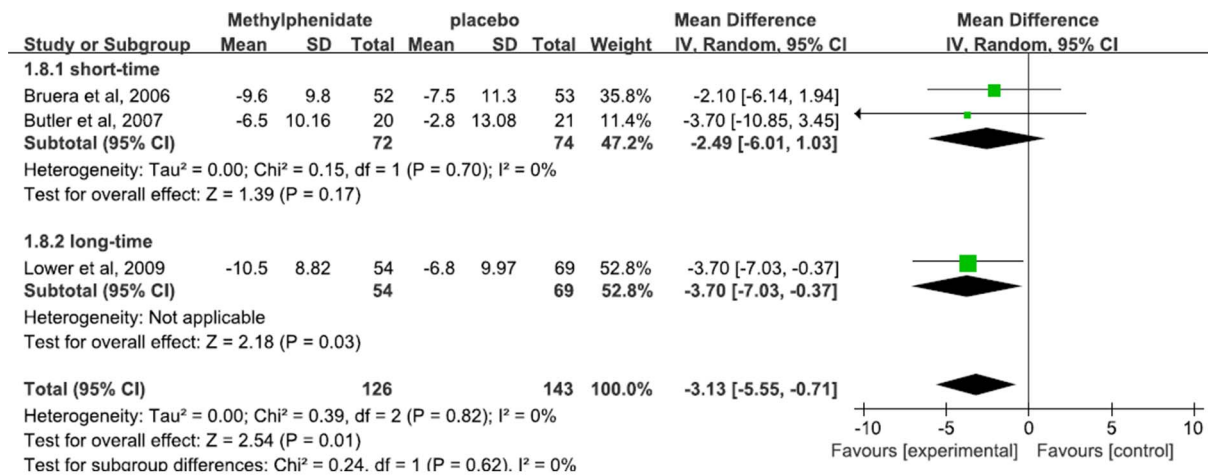 Methylphenidate placebo Mean Difference Mean Difference
Study or Subgroup Mean SD Total Mean SD Total Weight IV, Random, 95% CI IV, Random, 95% CI
1.8.1 short-time
Bruera et al, 2006 -9.6 9.8 52 -7.5 11.3 53 35.8% -2.10 [-6.14, 1.94]
Butler et al, 2007 -6.5 10.16 20 -2.8 13.08 21 11.4% -3.70 [-10.85, 3.45]
Subtotal (95% CI) 72 74 47.2% -2.49 [-6.01, 1.03]
Heterogeneity: Tau² = 0.00; Chi² = 0.15, df = 1 (P = 0.70); I² = 0%
Test for overall effect: Z = 1.39 (P = 0.17)
1.8.2 long-time
Lower et al, 2009 -10.5 8.82 54 -6.8 9.97 69 52.8% -3.70 [-7.03, -0.37]
Subtotal (95% CI) 54 69 52.8% -3.70 [-7.03, -0.37]
Heterogeneity: Not applicable
Test for overall effect: Z = 2.18 (P = 0.03)
Total (95% CI) 126 143 100.0% -3.13 [-5.55, -0.71]
Heterogeneity: Tau² = 0.00; Chi² = 0.39, df = 2 (P = 0.82); I² = 0%
Test for overall effect: Z = 2.54 (P = 0.01)
Test for subgroup differences: Chi² = 0.24, df = 1 (P = 0.62), I² = 0%
-10 -5 0 5 10
Favours [experimental] Favours [control]